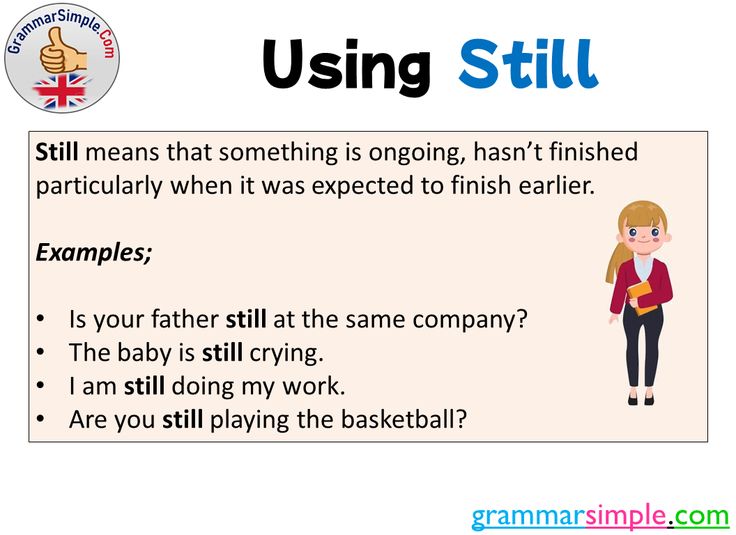 GrammarSimple.Com
Using Still
Still means that something is ongoing, hasn’t finished
particularly when it was expected to finish earlier.
Examples;
• Is your father still at the same company?
• The baby is still crying.
• I am still doing my work.
• Are you still playing the basketball?
grammarsimple.com